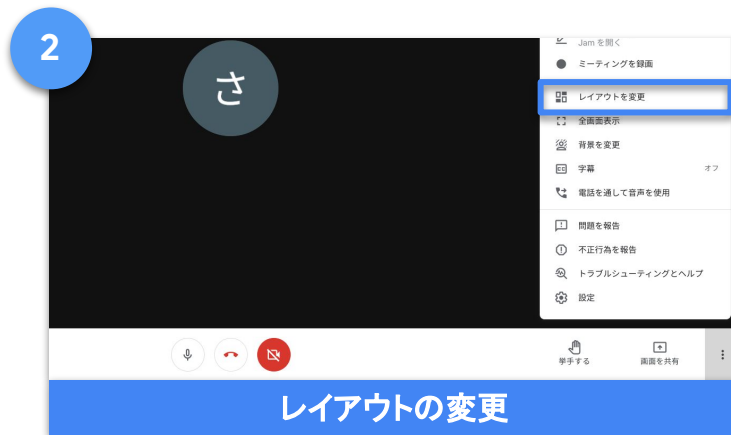 2
さ
Jam を開く
ミーティングを録画
レイアウトを変更
全画面表示
背景を変更
字幕 オフ
電話を通して音声を使用
問題を報告
不正行為を報告
トラブルシューティングとヘルプ
設定
挙手する
画面を共有
レイアウトの変更